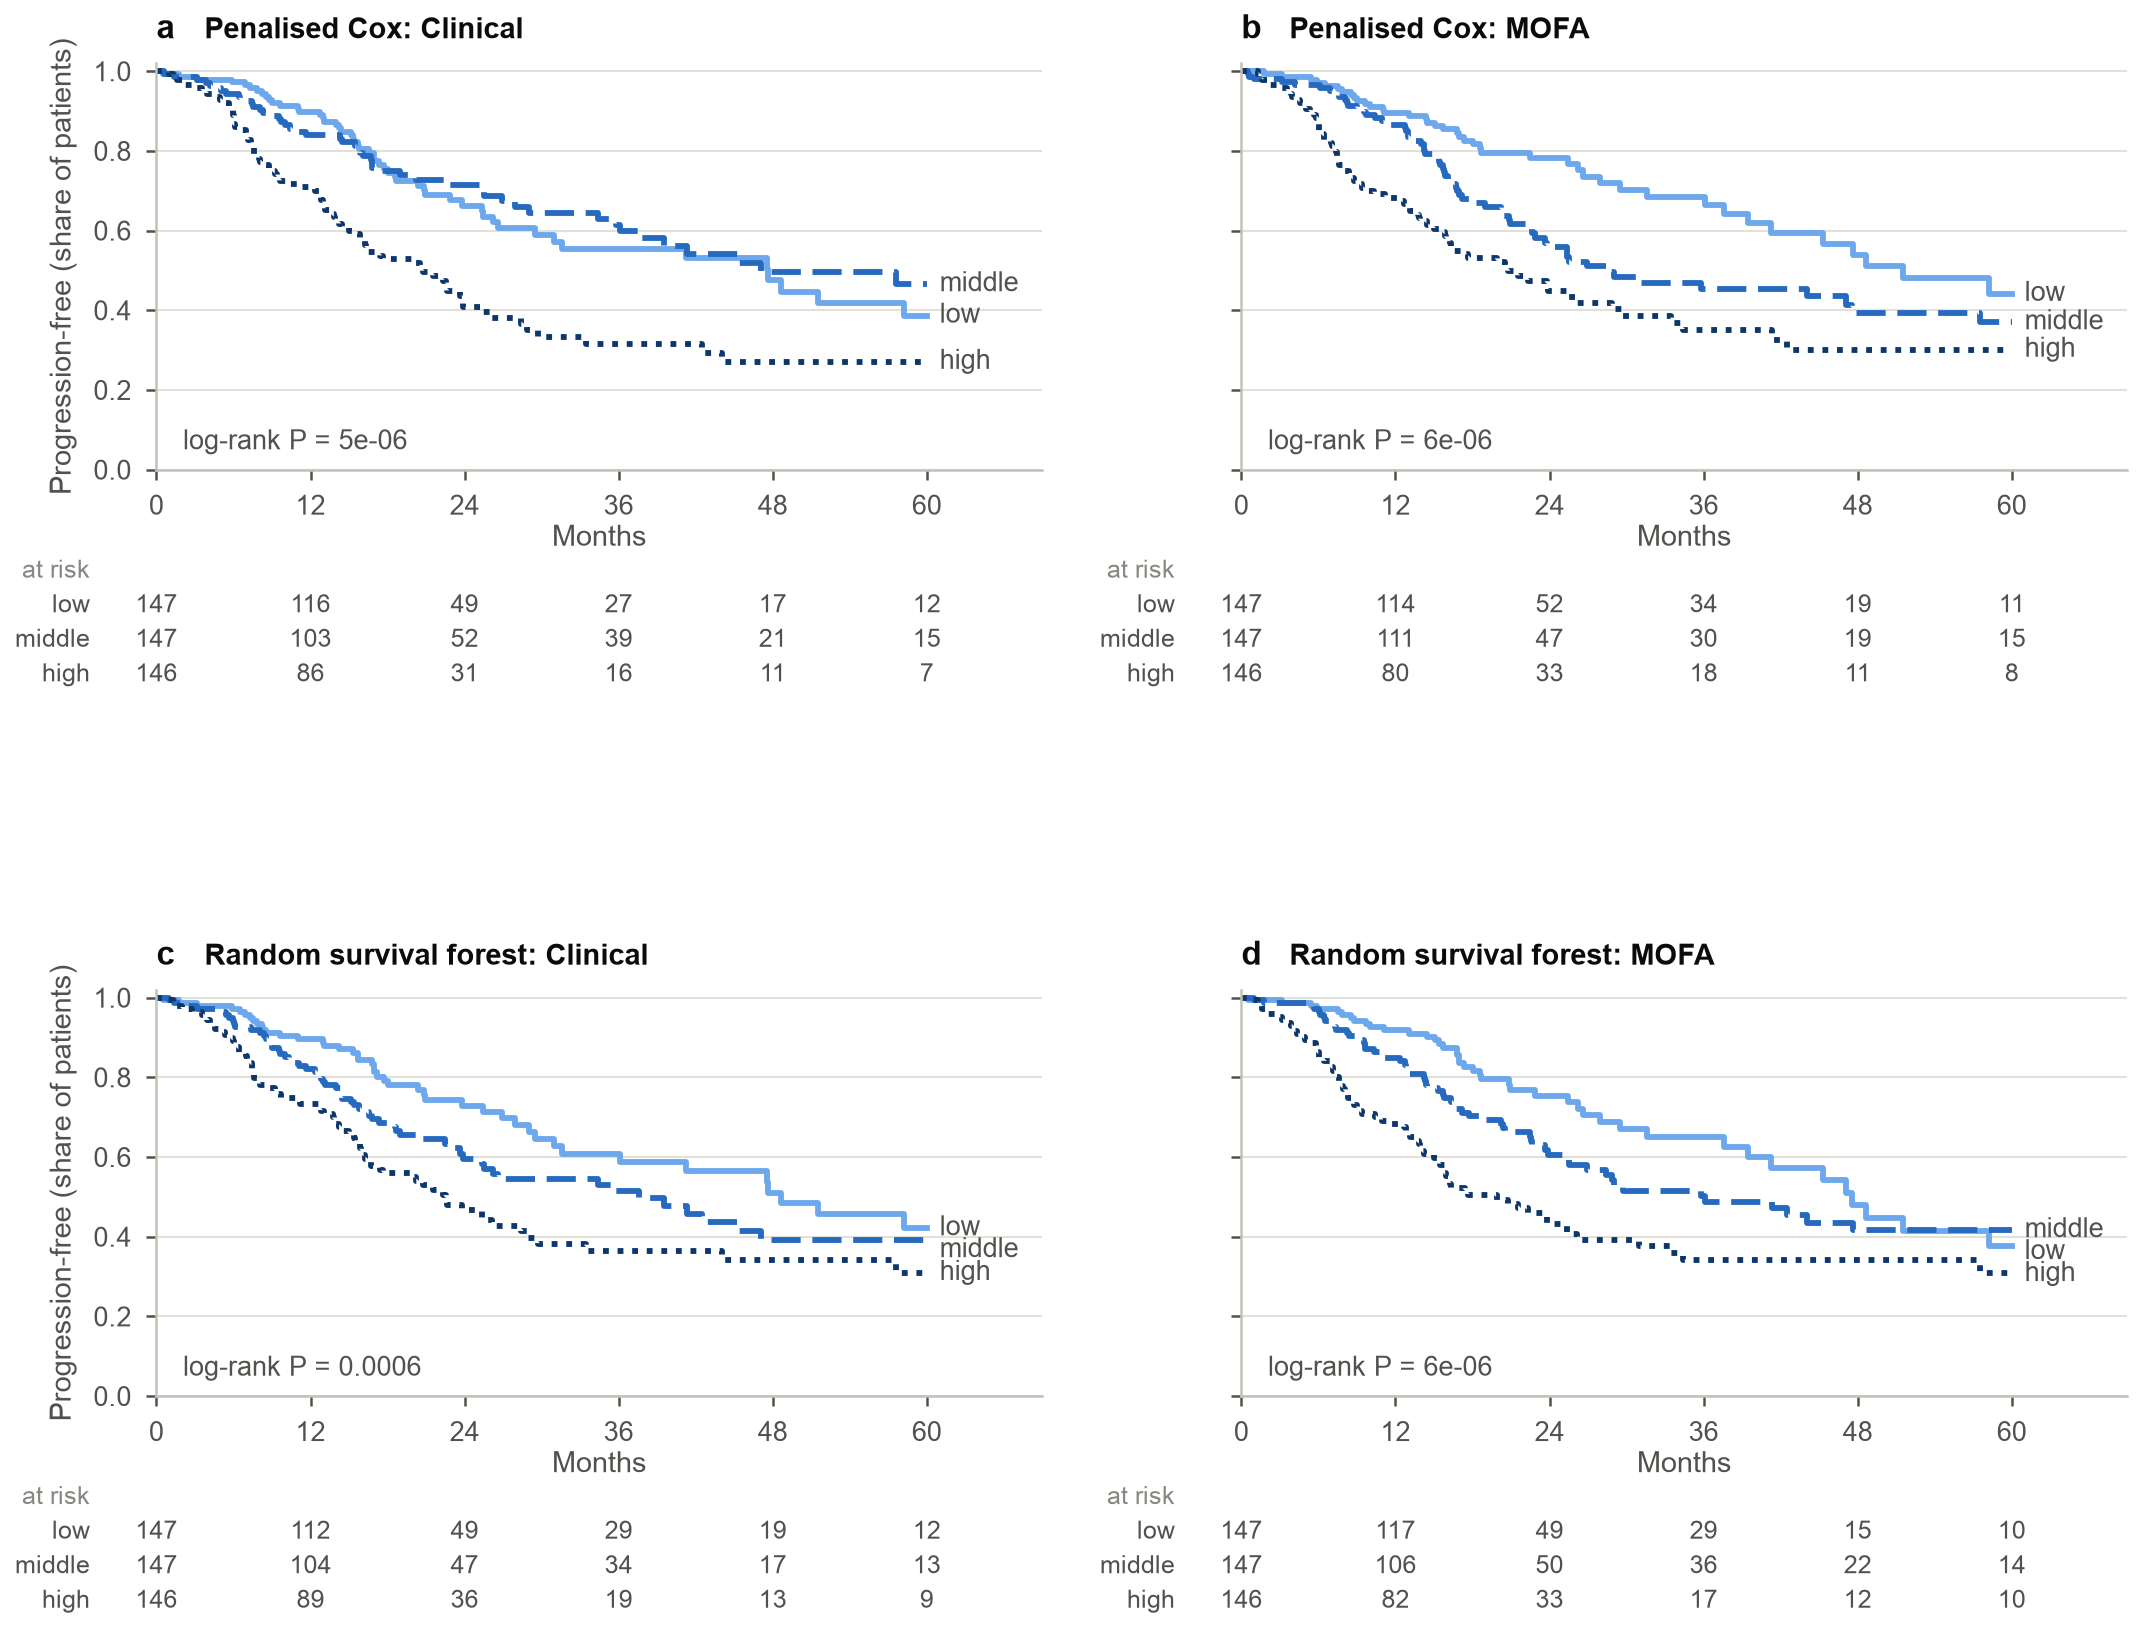 a Penalised Cox: Clinical
Progression-free (share of patients)
1.0
0.8
0.6
0.4
0.2
0.0
middle
low
high
log-rank P = 5e-06
0 12 24 36 48 60
Months
at risk
low 147 116 49 27 17 12
middle 147 103 52 39 21 15
high 146 86 31 16 11 7
b Penalised Cox: MOFA
low
middle
high
log-rank P = 6e-06
0 12 24 36 48 60
Months
at risk
low 147 114 52 34 19 11
middle 147 111 47 30 19 15
high 146 80 33 18 11 8
c Random survival forest: Clinical
Progression-free (share of patients)
1.0
0.8
0.6
0.4
0.2
0.0
low
middle
high
log-rank P = 0.0006
0 12 24 36 48 60
Months
at risk
low 147 112 49 29 19 12
middle 147 104 47 34 17 13
high 146 89 36 19 13 9
d Random survival forest: MOFA
middle
low
high
log-rank P = 6e-06
0 12 24 36 48 60
Months
at risk
low 147 117 49 29 15 10
middle 147 106 50 36 22 14
high 146 82 33 17 12 10